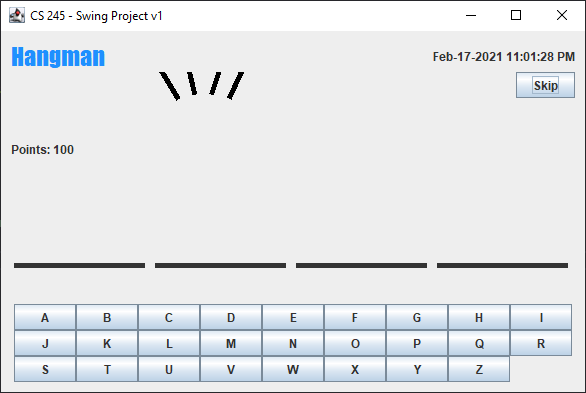 CS 245 - Swing Project v1
Hangman
Feb-17-2021 11:01:28 PM
Skip
Points: 100
A B C D E F G H I
J K L M N O P Q R
S T U V W X Y Z